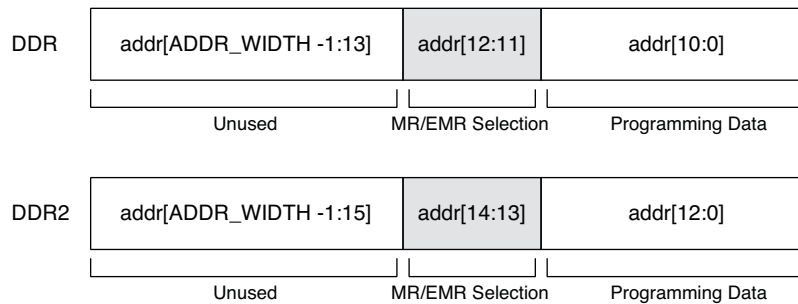 DDR addr[ADDR_WIDTH -1:13] addr[12:11] addr[10:0]
Unused MR/EMR Selection Programming Data
DDR2 addr[ADDR_WIDTH -1:15] addr[14:13] addr[12:0]
Unused MR/EMR Selection Programming Data